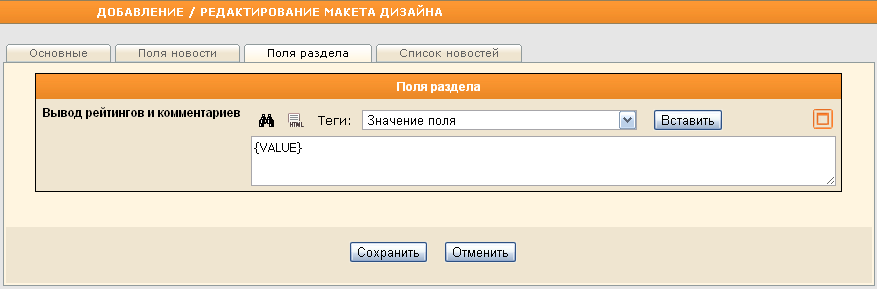 ДОБАВЛЕНИЕ / РЕДАКТИРОВАНИЕ МАКЕТА ДИЗАЙНА
Основные Поля новости Поля раздела Список новостей
Поля раздела
Вывод рейтингов и комментариев HTML Теги: Значение поля Вставить
{VALUE}
Сохранить Отменить